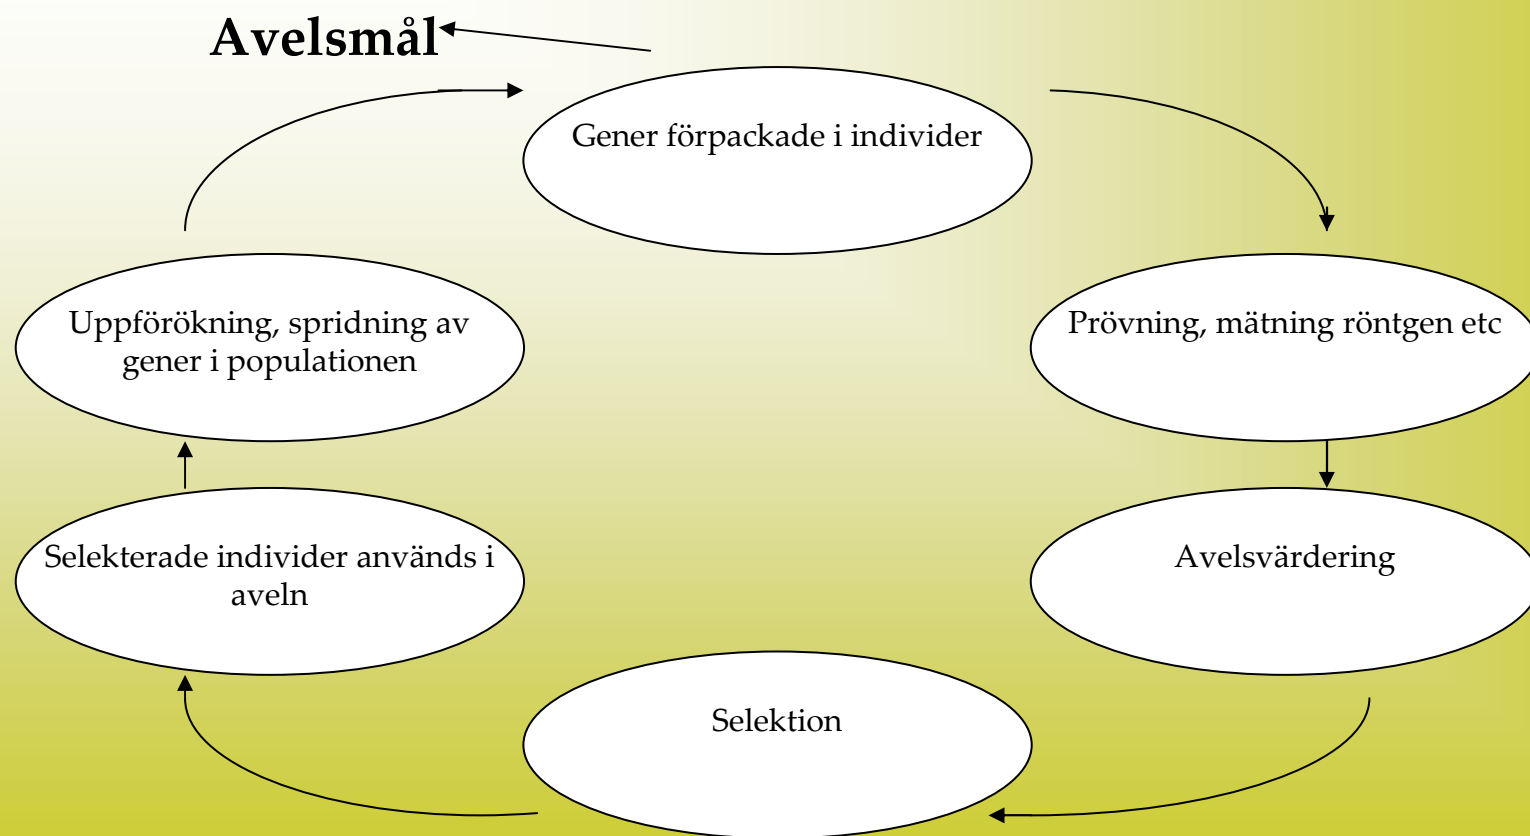 Avelsmål
Gener förpackade i individer
Prövning, mätning röntgen etc
Avelsvärdering
Selektion
Selekterade individer används i
aveln
Uppförökning, spridning av
gener i populationen